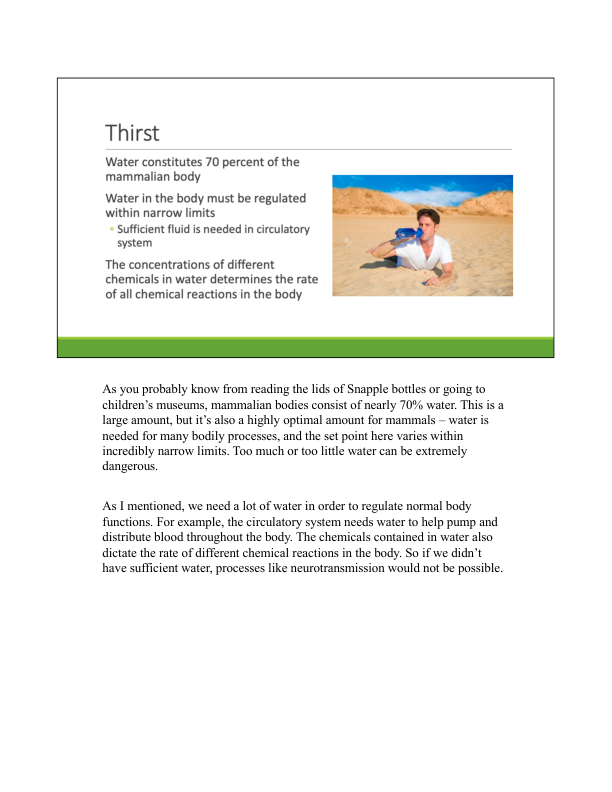 Thirst
Water constitutes 70 percent of the
mammalian body
Water in the body must be regulated
within narrow limits
• Sufficient fluid is needed in circulatory
system
The concentrations of different
chemicals in water determines the rate
of all chemical reactions in the body
As you probably know from reading the lids of Snapple bottles or going to
children’s museums, mammalian bodies consist of nearly 70% water. This is a
large amount, but it’s also a highly optimal amount for mammals – water is
needed for many bodily processes, and the set point here varies within
incredibly narrow limits. Too much or too little water can be extremely
dangerous.
As I mentioned, we need a lot of water in order to regulate normal body
functions. For example, the circulatory system needs water to help pump and
distribute blood throughout the body. The chemicals contained in water also
dictate the rate of different chemical reactions in the body. So if we didn’t
have sufficient water, processes like neurotransmission would not be possible.